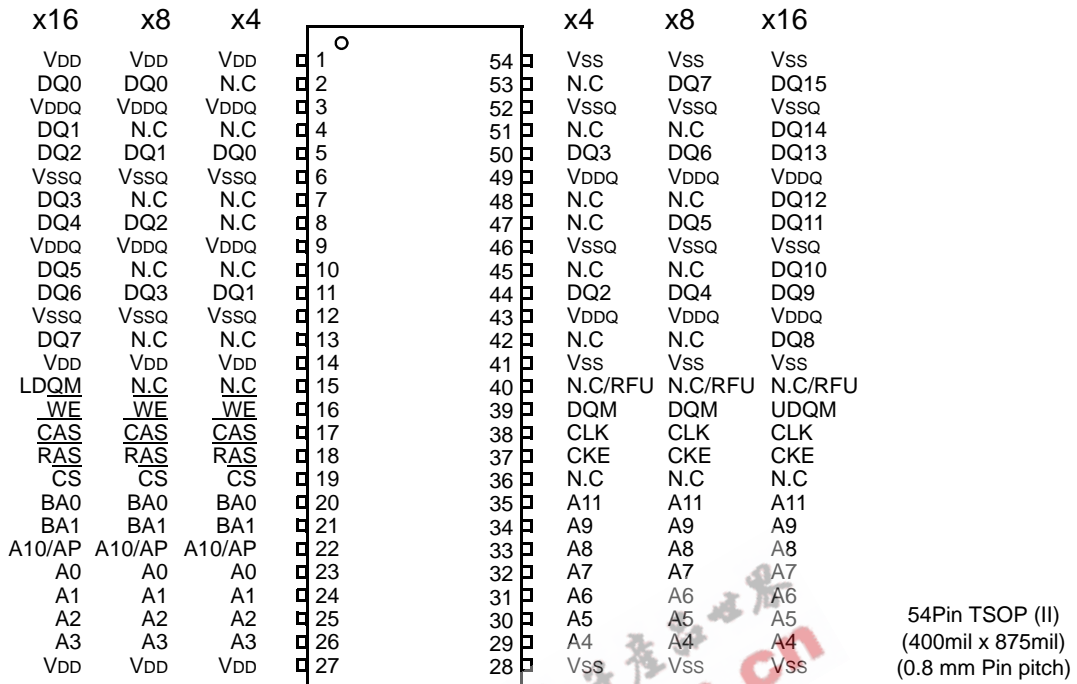 x16 x8 x4 x4 x8 x16
VDD VDD VDD 1 54 VSS VSS VSS
DQ0 DQ0 N.C 2 53 N.C DQ7 DQ15
VDDQ VDDQ VDDQ 3 52 VSSQ VSSQ VSSQ
DQ1 N.C N.C 4 51 N.C N.C DQ14
DQ2 DQ1 DQ0 5 50 DQ3 DQ6 DQ13
VSSQ VSSQ VSSQ 6 49 VDDQ VDDQ VDDQ
DQ3 N.C N.C 7 48 N.C N.C DQ12
DQ4 DQ2 N.C 8 47 N.C DQ5 DQ11
VDDQ VDDQ VDDQ 9 46 VSSQ VSSQ VSSQ
DQ5 N.C N.C 10 45 N.C N.C DQ10
DQ6 DQ3 DQ1 11 44 DQ2 DQ4 DQ9
VSSQ VSSQ VSSQ 12 43 VDDQ VDDQ VDDQ
DQ7 N.C N.C 13 42 N.C N.C DQ8
VDD VDD VDD 14 41 VSS VSS VSS
LDQM N.C N.C 15 40 N.C/RFU N.C/RFU N.C/RFU
WE WE WE 16 39 DQM DQM UDQM
CAS CAS CAS 17 38 CLK CLK CLK
RAS RAS RAS 18 37 CKE CKE CKE
CS CS CS 19 36 N.C N.C N.C
BA0 BA0 BA0 20 35 A11 A11 A11
BA1 BA1 BA1 21 34 A9 A9 A9
A10/AP A10/AP A10/AP 22 33 A8 A8 A8
A0 A0 A0 23 32 A7 A7 A7
A1 A1 A1 24 31 A6 A6 A6
A2 A2 A2 25 30 A5 A5 A5
A3 A3 A3 26 29 A4 A4 A4
VDD VDD VDD 27 28 VSS VSS VSS
54Pin TSOP (II)
(400mil x 875mil)
(0.8 mm Pin pitch)
cn